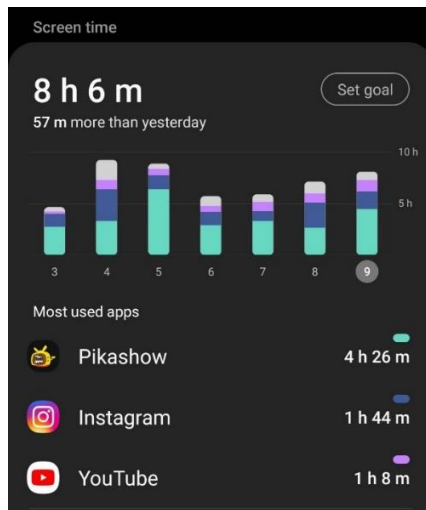 Screen time
8 h 6 m
Set goal
57 m more than yesterday
10 h
5 h
3 4 5 6 7 8 9
Most used apps
Pikashow 4 h 26 m
Instagram 1 h 44 m
YouTube 1 h 8 m